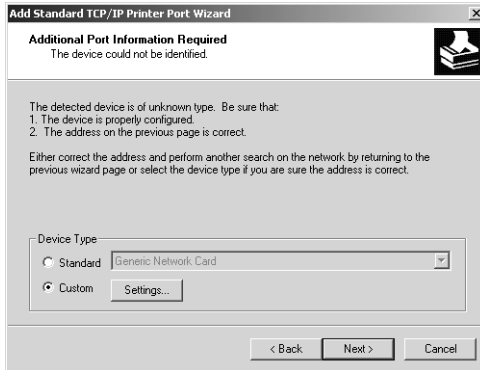 Add Standard TCP/IP Printer Port Wizard
Additional Port Information Required
The device could not be identified.
The detected device is of unknown type.  Be sure that:
1. The device is properly configured.
2.  The address on the previous page is correct.
Either correct the address and perform another search on the network by returning to the
previous wizard page or select the device type if you are sure the address is correct.
Device Type
Standard
Generic Network Card
Custom
Settings...
< Back
Next >
Cancel